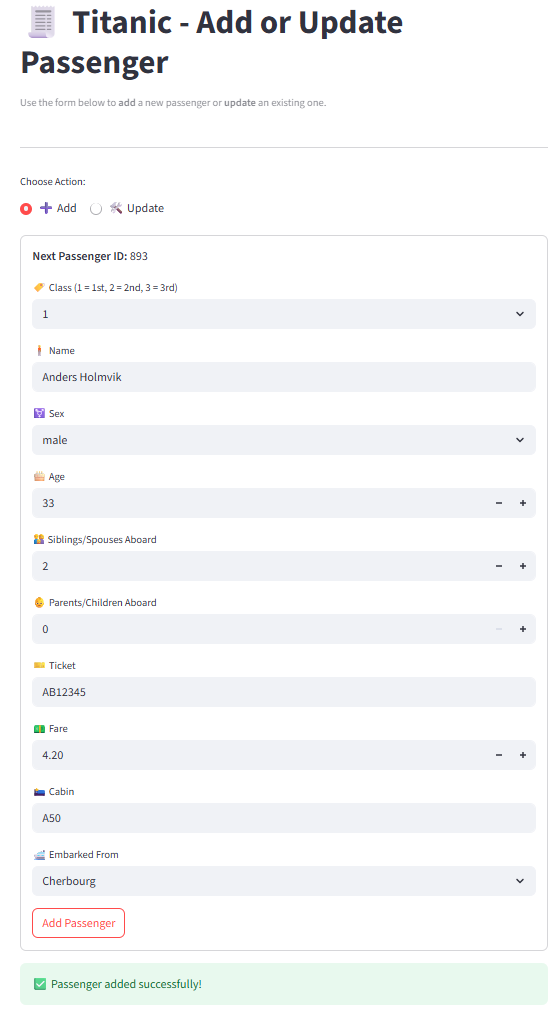 Titanic - Add or Update
Passenger
Use the form below to add a new passenger or update an existing one.
Choose Action:
Add
Update
Next Passenger ID: 893
Class (1 = 1st, 2 = 2nd, 3 = 3rd)
1
Name
Anders Holmvik
Sex
male
Age
33
Siblings/Spouses Aboard
2
Parents/Children Aboard
0
Ticket
AB12345
Fare
4.20
Cabin
A50
Embarked From
Cherbourg
Add Passenger
Passenger added successfully!